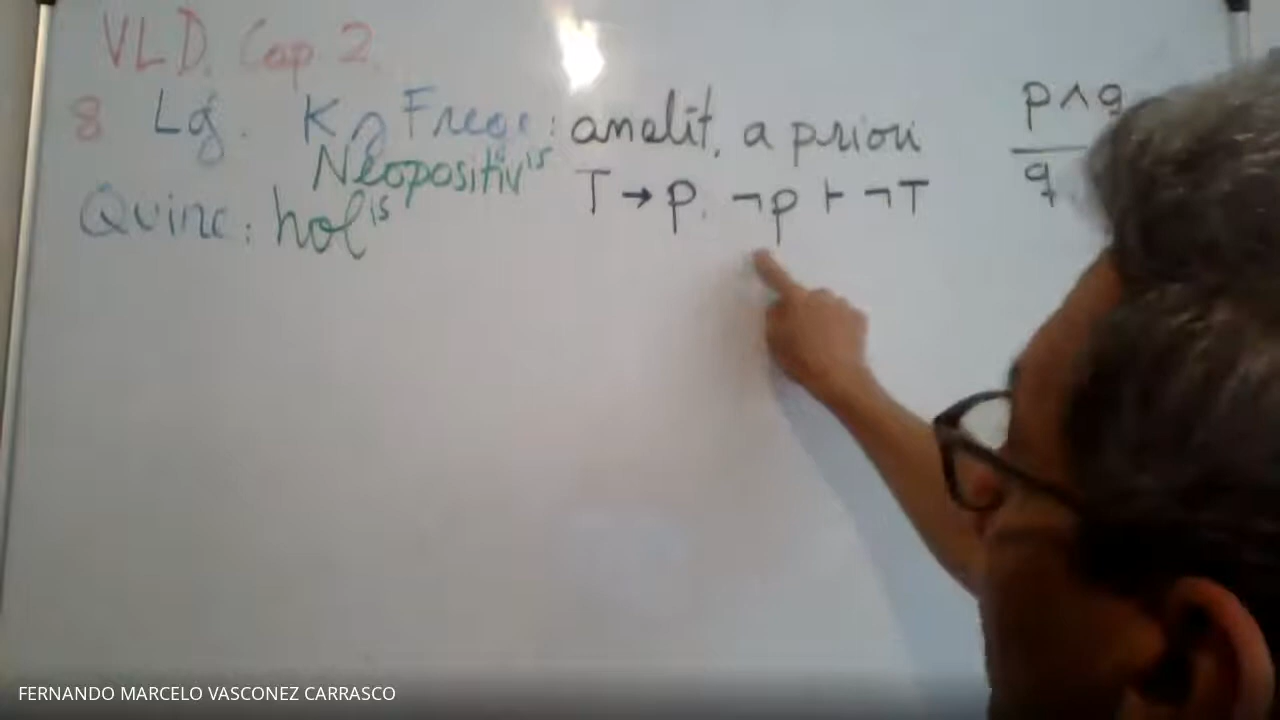 VLD. Cap. 2.
8 Lg. K Frege: analit. a priori
Neopositivis
T → p. ¬p ⊢ ¬T
Quine: holis
p ∧ q
q
FERNANDO MARCELO VASCONEZ CARRASCO